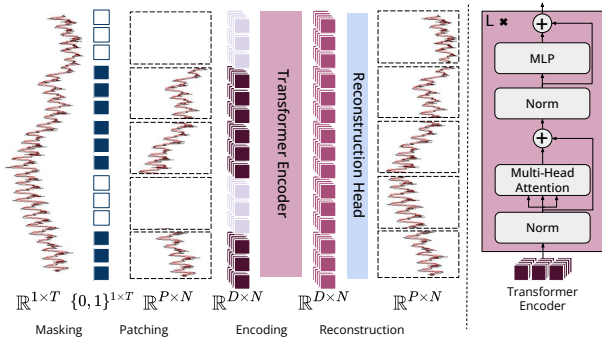 Transformer Encoder
Reconstruction Head
ℝ^{1×T} {0, 1}^{1×T} ℝ^{P×N} ℝ^{D×N} ℝ^{D×N} ℝ^{P×N}
Masking Patching Encoding Reconstruction
L ×
+
MLP
Norm
+
Multi-Head
Attention
Norm
Transformer
Encoder